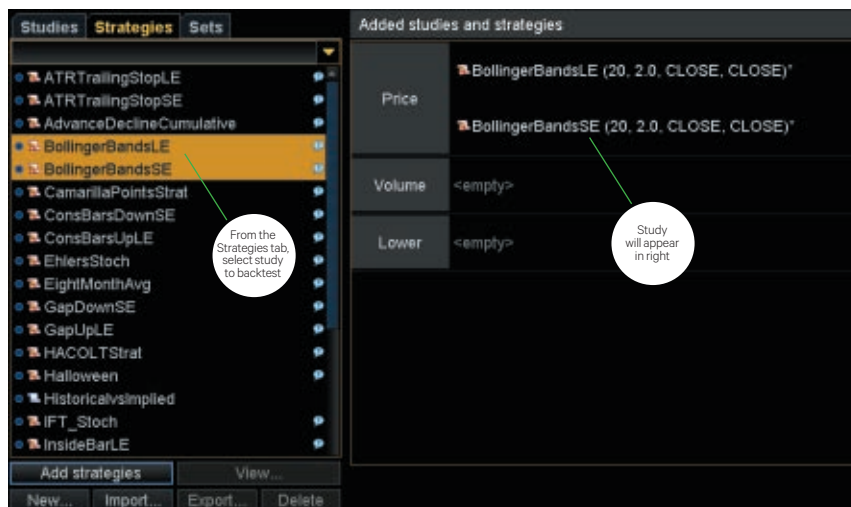 Studies Strategies Sets
ATRTrailingStopLE
ATRTrailingStopSE
AdvanceDeclineCumulative
BollingerBandsLE
BollingerBandsSE
CamarillaPointsStrat
ConsBarsDownSE
ConsBarsUpLE
EhlersStoch
EightMonthAvg
GapDownSE
GapUpLE
HACOLTStrat
Halloween
HistoricalvsImplied
IFT_Stoch
InsideBarLE
Add strategies View...
New... Import... Export... Delete
From the
Strategies tab,
select study
to backtest
Added studies and strategies
Price
BollingerBandsLE (20, 2.0, CLOSE, CLOSE)*
BollingerBandsSE (20, 2.0, CLOSE, CLOSE)*
Volume <empty>
Lower <empty>
Study
will appear
in right